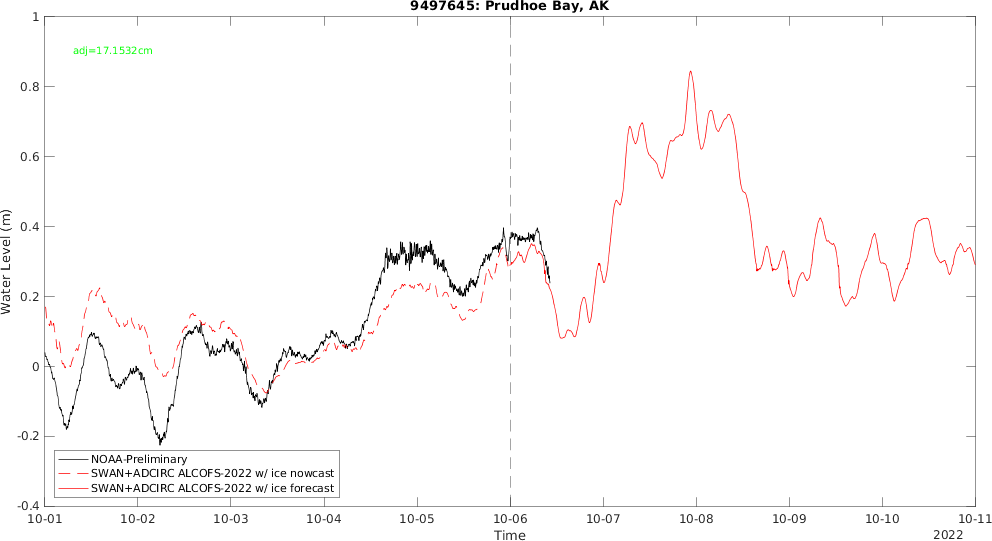 9497645: Prudhoe Bay, AK
adj=17.1532cm
1
0.8
0.6
0.4
0.2
0
-0.2
-0.4
Water Level (m)
NOAA-Preliminary
SWAN+ADCIRC ALCOFS-2022 w/ ice nowcast
SWAN+ADCIRC ALCOFS-2022 w/ ice forecast
10-01 10-02 10-03 10-04 10-05 10-06 10-07 10-08 10-09 10-10 10-11
Time
2022